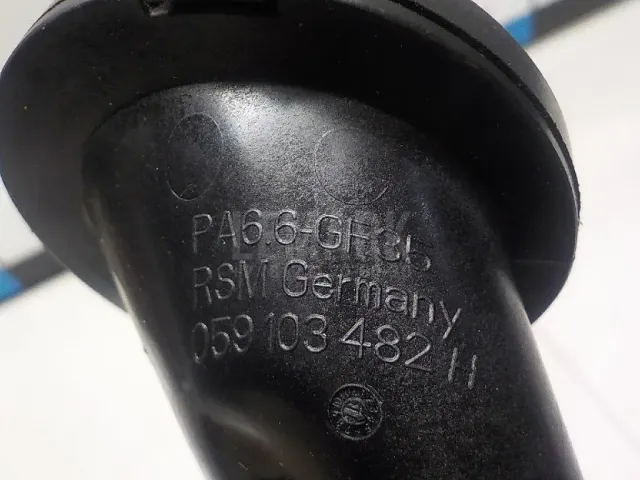 PA6.6-GF35
RSM Germany
059 103 482 H